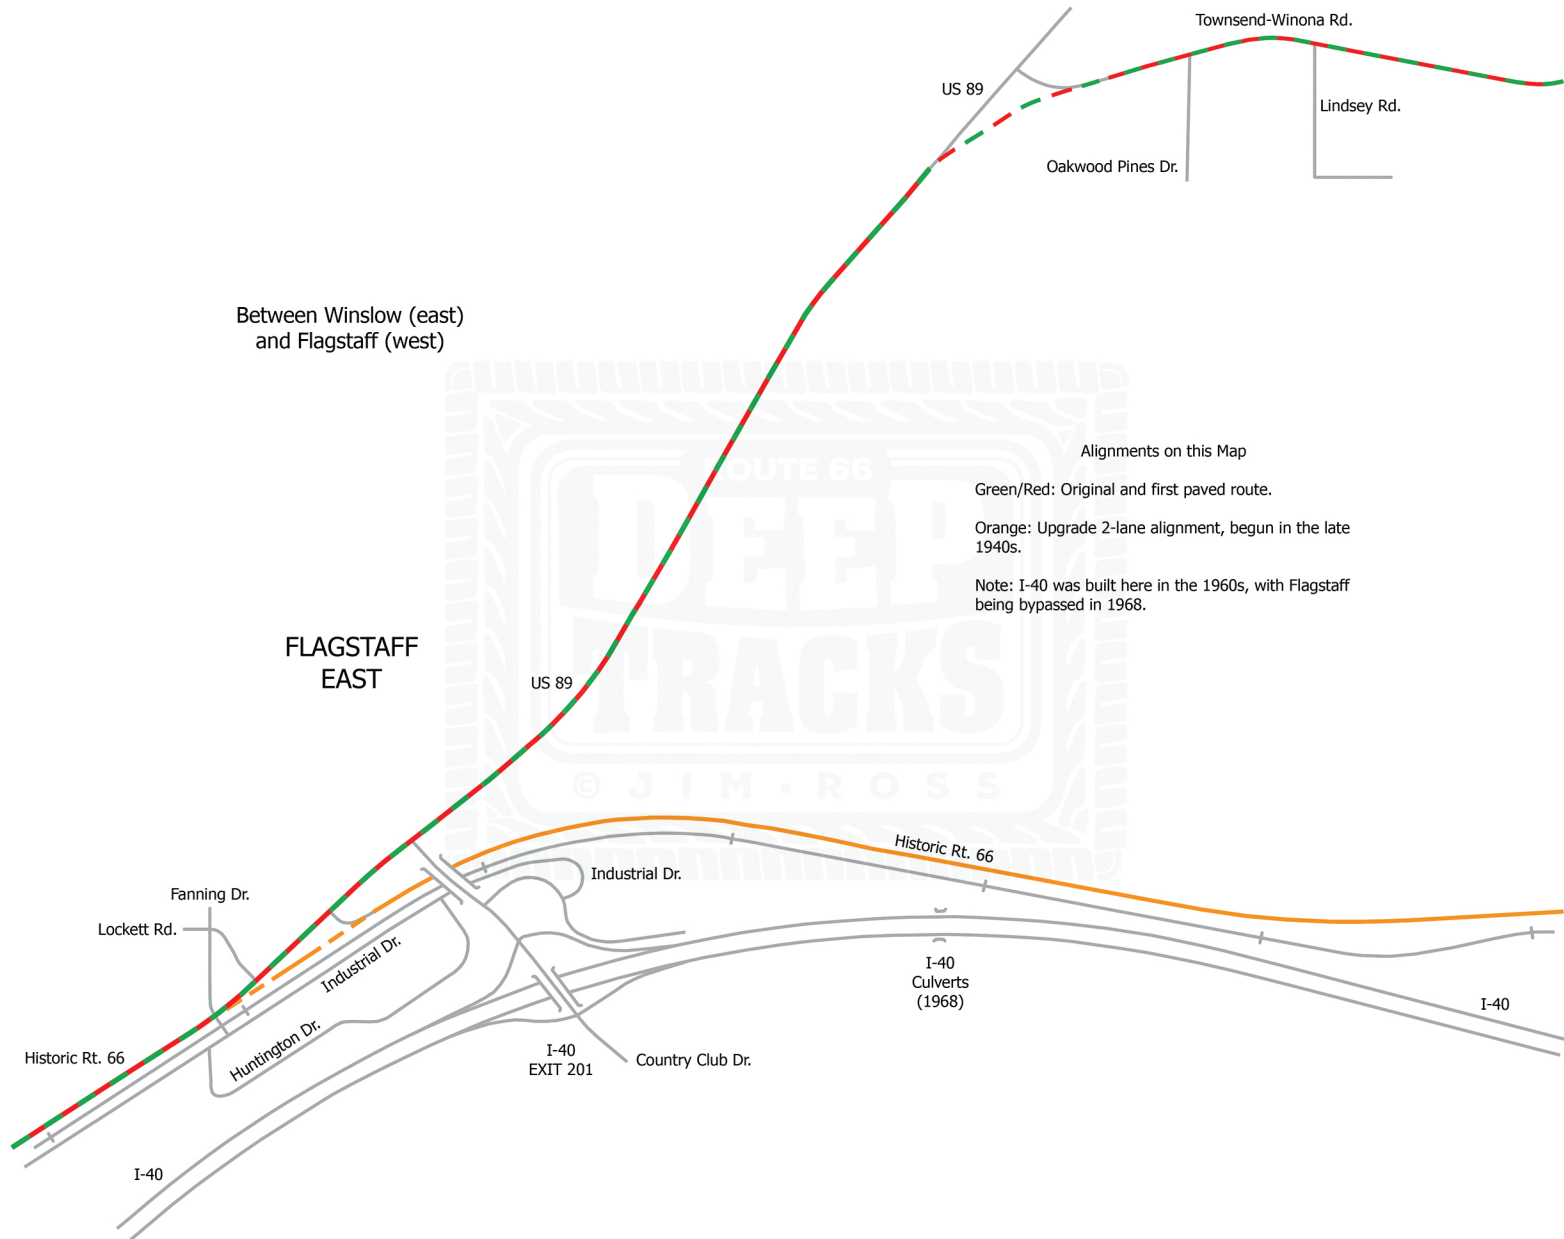 Townsend-Winona Rd.
US 89
Lindsey Rd.
Oakwood Pines Dr.
Between Winslow (east)
and Flagstaff (west)
Alignments on this Map
Green/Red: Original and first paved route.
Orange: Upgrade 2-lane alignment, begun in the late
1940s.
Note: I-40 was built here in the 1960s, with Flagstaff
being bypassed in 1968.
ROUTE 66
DEEP
TRACKS
© JIM · ROSS
FLAGSTAFF
EAST
US 89
Historic Rt. 66
Industrial Dr.
Fanning Dr.
Lockett Rd.
Industrial Dr.
I-40
Culverts
(1968)
I-40
Huntington Dr.
Historic Rt. 66
I-40
EXIT 201
Country Club Dr.
I-40